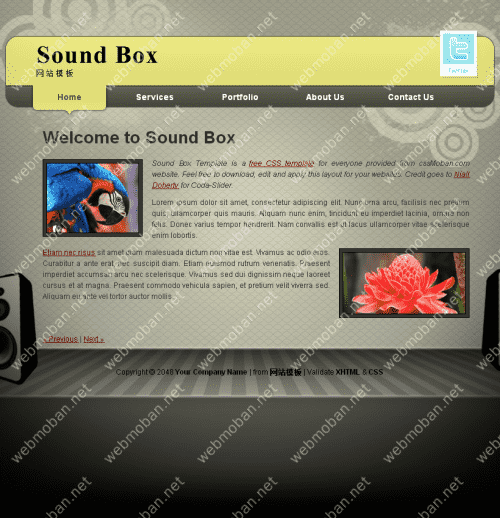 Sound Box
网站模板
Twitter
Home Services Portfolio About Us Contact Us
Welcome to Sound Box
Sound Box Template is a free CSS template for everyone provided from cssMoban.com
website. Feel free to download, edit and apply this layout for your websites. Credit goes to Niall
Doherty for Coda-Slider.
Lorem ipsum dolor sit amet, consectetur adipiscing elit. Nunc urna arcu, facilisis nec pretium
quis, ullamcorper quis mauris. Aliquam nunc enim, tincidunt eu imperdiet lacinia, ornare non
felis. Donec varius tempor hendrerit. Nam convallis est ut lacus ullamcorper vitae scelerisque
enim lobortis.
Etiam nec risus sit amet diam malesuada dictum non vitae est. Vivamus ac odio eros.
Curabitur a ante erat, nec suscipit diam. Etiam euismod rutrum venenatis. Praesent
imperdiet accumsan arcu nec scelerisque. Vivamus sed dui dignissim neque laoreet
cursus et at magna. Praesent commodo vehicula sapien, et pretium velit viverra sed.
Aliquam eu ante vel tortor auctor mollis.
« Previous | Next »
Copyright © 2048 Your Company Name | from 网站模板 | Validate XHTML & CSS
webmoban.net